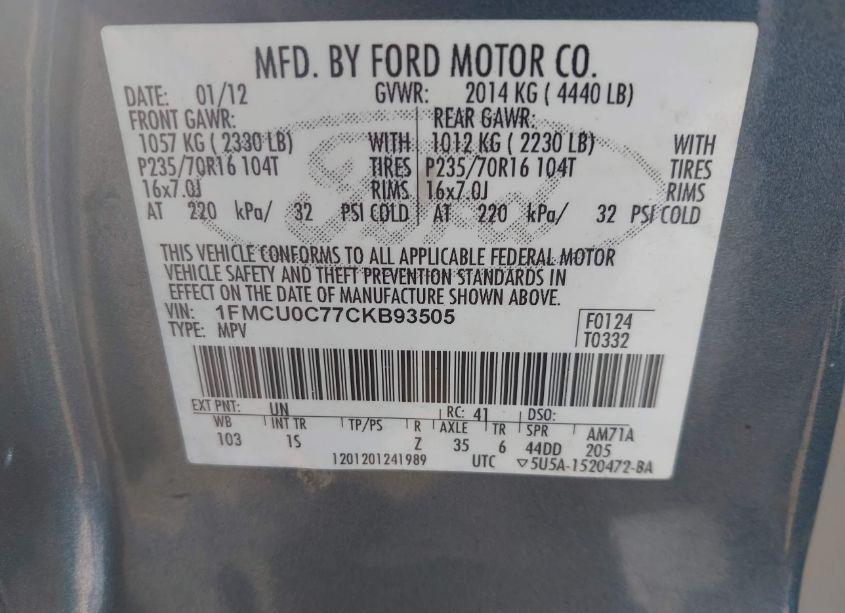 MFD. BY FORD MOTOR CO.
DATE: 01/12 GVWR: 2014 KG ( 4440 LB)
FRONT GAWR: REAR GAWR:
1057 KG ( 2330 LB) WITH 1012 KG ( 2230 LB) WITH
P235/70R16 104T TIRES P235/70R16 104T TIRES
16x7.0J RIMS 16x7.0J RIMS
AT 220 kPa/ 32 PSI COLD AT 220 kPa/ 32 PSI COLD
Ford
THIS VEHICLE CONFORMS TO ALL APPLICABLE FEDERAL MOTOR
VEHICLE SAFETY AND THEFT PREVENTION STANDARDS IN
EFFECT ON THE DATE OF MANUFACTURE SHOWN ABOVE.
VIN: 1FMCU0C77CKB93505
TYPE: MPV
F0124
T0332
EXT PNT: UN RC: 41 DSO:
WB INT TR TP/PS R AXLE TR SPR AM71A
103 1S Z 35 6 44DD 205
1201201241989 UTC ▽5U5A-1520472-BA